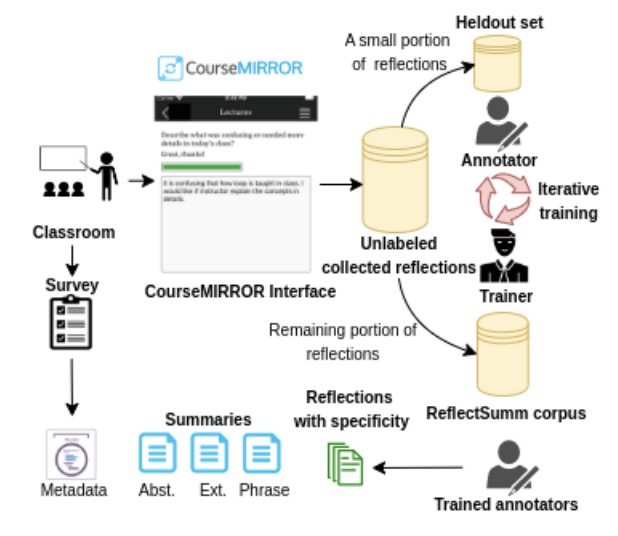 Heldout set
A small portion
of reflections
CourseMIRROR
Lectures
Describe what was confusing or needed more
details in today's class?
Great, thanks!
It is confusing that how loop is taught in class. I
would like if instructor explain the concepts in
details.
Annotator
Iterative
training
Classroom
Unlabeled
collected reflections
Survey
CourseMIRROR Interface
Trainer
Remaining portion of
reflections
Reflections
with specificity
ReflectSumm corpus
Summaries
Metadata
Abst.
Ext.
Phrase
Trained annotators